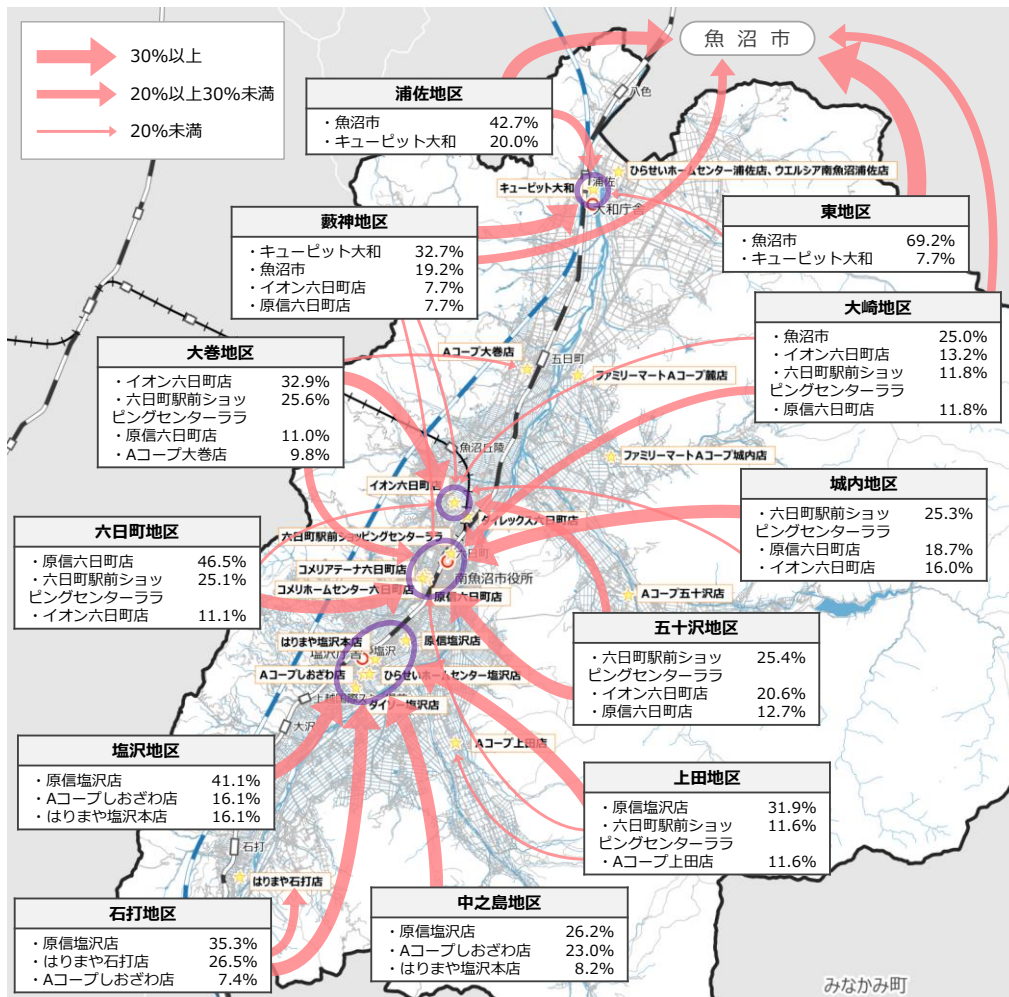 30%以上
20%以上30%未満
20%未満
魚沼市
浦佐地区
・魚沼市 42.7%
・キューピット大和 20.0%
八色
ひらせいホームセンター浦佐店、ウエルシア南魚沼浦佐店
浦佐
キューピット大和
大和庁舎
藪神地区
・キューピット大和 32.7%
・魚沼市 19.2%
・イオン六日町店 7.7%
・原信六日町店 7.7%
東地区
・魚沼市 69.2%
・キューピット大和 7.7%
大崎地区
・魚沼市 25.0%
・イオン六日町店 13.2%
・六日町駅前ショッ 11.8%
ピングセンターララ
・原信六日町店 11.8%
大巻地区
・イオン六日町店 32.9%
・六日町駅前ショッ 25.6%
ピングセンターララ
・原信六日町店 11.0%
・Aコープ大巻店 9.8%
Aコープ大巻店
五日町
ファミリーマートAコープ麓店
魚沼丘陵
ファミリーマートAコープ城内店
イオン六日町店
ダイレックス六日町店
城内地区
・六日町駅前ショッ 25.3%
ピングセンターララ
・原信六日町店 18.7%
・イオン六日町店 16.0%
六日町地区
・原信六日町店 46.5%
・六日町駅前ショッ 25.1%
ピングセンターララ
・イオン六日町店 11.1%
六日町駅前ショッピングセンターララ
六日町
コメリアテーナ六日町店
南魚沼市役所
コメリホームセンター六日町店
原信六日町店
Aコープ五十沢店
五十沢地区
・六日町駅前ショッ 25.4%
ピングセンターララ
・イオン六日町店 20.6%
・原信六日町店 12.7%
はりまや塩沢本店
原信塩沢店
塩沢庁舎
塩沢
Aコープしおざわ店
ひらせいホームセンター塩沢店
ダイソー塩沢店
大沢
Aコープ上田店
塩沢地区
・原信塩沢店 41.1%
・Aコープしおざわ店 16.1%
・はりまや塩沢本店 16.1%
上田地区
・原信塩沢店 31.9%
・六日町駅前ショッ 11.6%
ピングセンターララ
・Aコープ上田店 11.6%
石打
はりまや石打店
石打地区
・原信塩沢店 35.3%
・はりまや石打店 26.5%
・Aコープしおざわ店 7.4%
中之島地区
・原信塩沢店 26.2%
・Aコープしおざわ店 23.0%
・はりまや塩沢本店 8.2%
みなかみ町